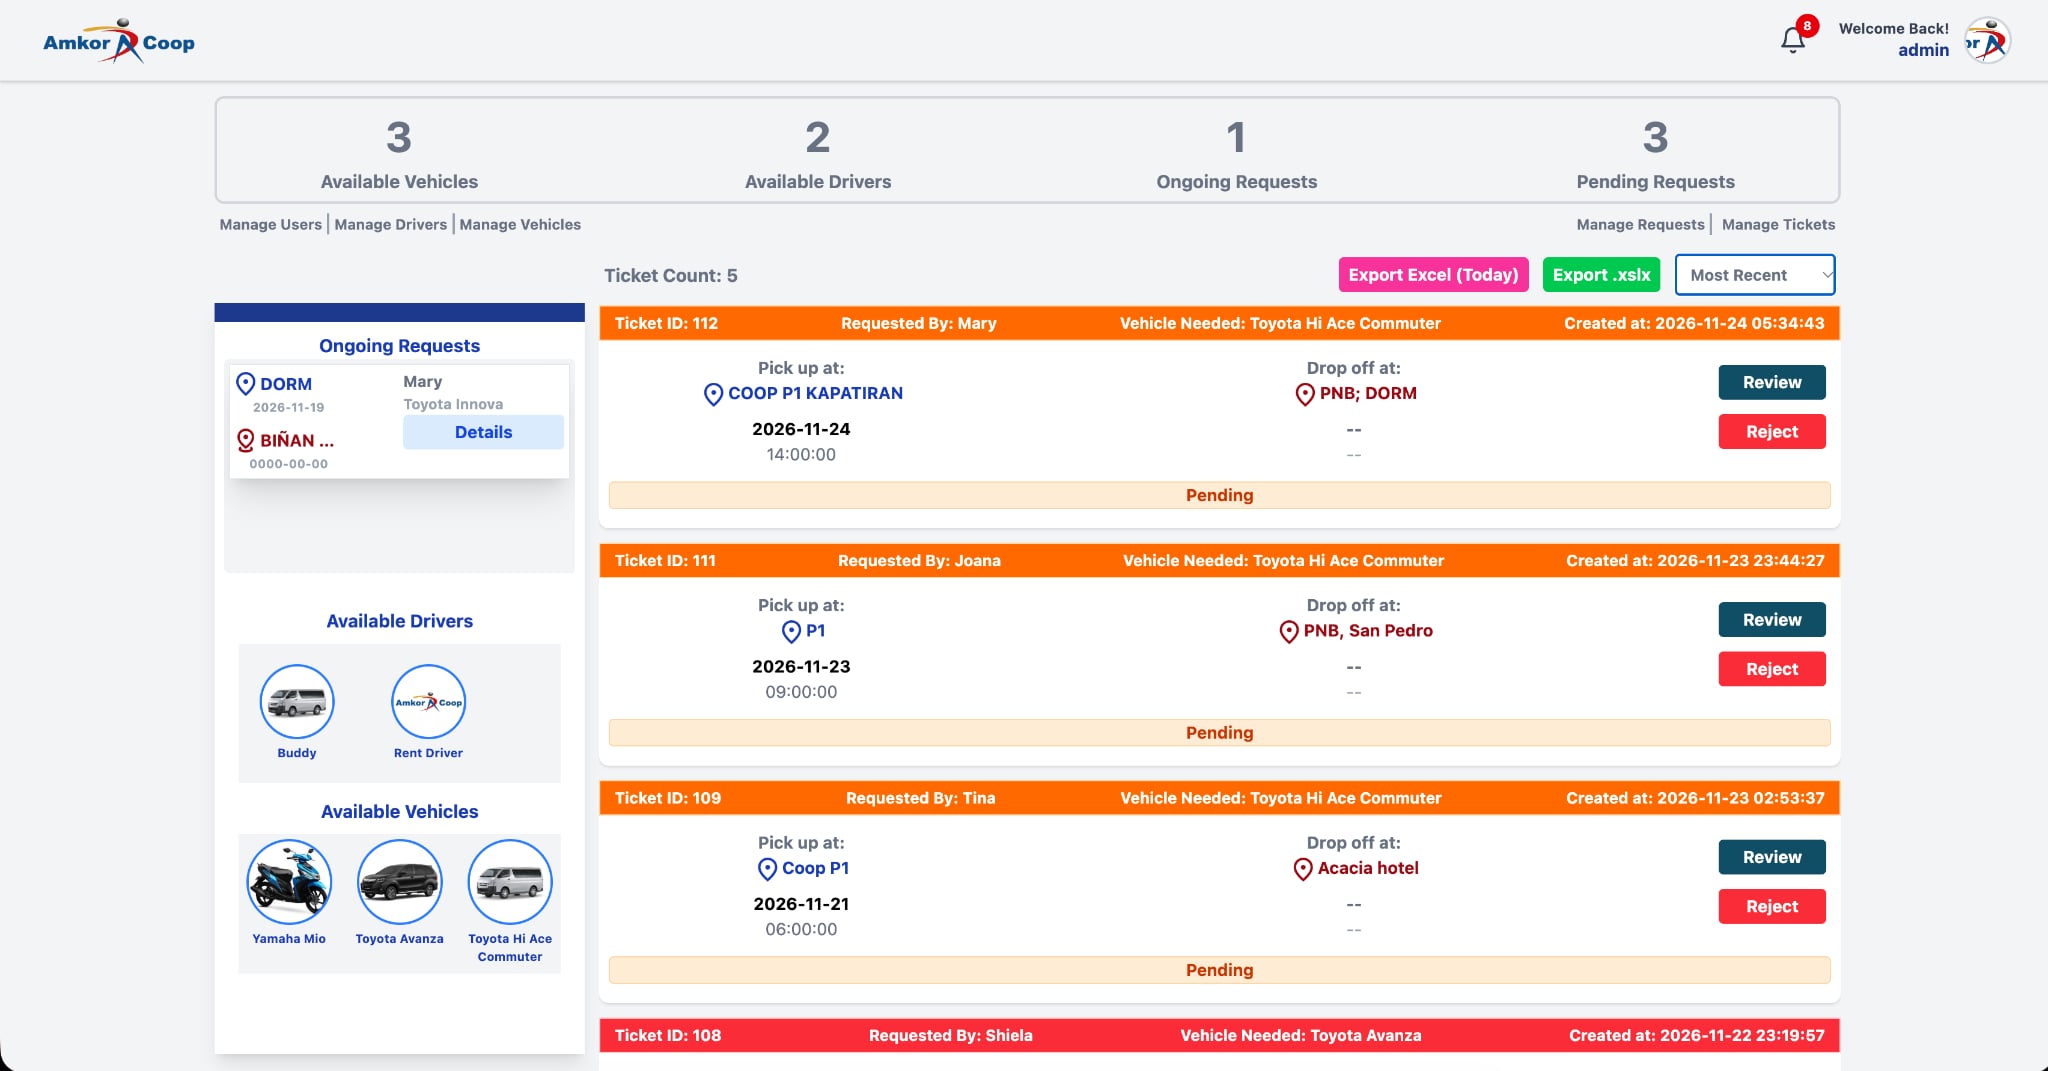 Amkor Coop
8
Welcome Back!
admin
or
3
Available Vehicles
2
Available Drivers
1
Ongoing Requests
3
Pending Requests
Manage Users | Manage Drivers | Manage Vehicles
Manage Requests | Manage Tickets
Ticket Count: 5
Export Excel (Today)
Export .xslx
Most Recent
Ongoing Requests
DORM
2026-11-19
BIÑAN ...
0000-00-00
Mary
Toyota Innova
Details
Available Drivers
Buddy
Amkor Coop
Rent Driver
Available Vehicles
Yamaha Mio
Toyota Avanza
Toyota Hi Ace
Commuter
Ticket ID: 112 Requested By: Mary Vehicle Needed: Toyota Hi Ace Commuter Created at: 2026-11-24 05:34:43
Pick up at:
COOP P1 KAPATIRAN
2026-11-24
14:00:00
Drop off at:
PNB; DORM
--
--
Review
Reject
Pending
Ticket ID: 111 Requested By: Joana Vehicle Needed: Toyota Hi Ace Commuter Created at: 2026-11-23 23:44:27
Pick up at:
P1
2026-11-23
09:00:00
Drop off at:
PNB, San Pedro
--
--
Review
Reject
Pending
Ticket ID: 109 Requested By: Tina Vehicle Needed: Toyota Hi Ace Commuter Created at: 2026-11-23 02:53:37
Pick up at:
Coop P1
2026-11-21
06:00:00
Drop off at:
Acacia hotel
--
--
Review
Reject
Pending
Ticket ID: 108 Requested By: Shiela Vehicle Needed: Toyota Avanza Created at: 2026-11-22 23:19:57